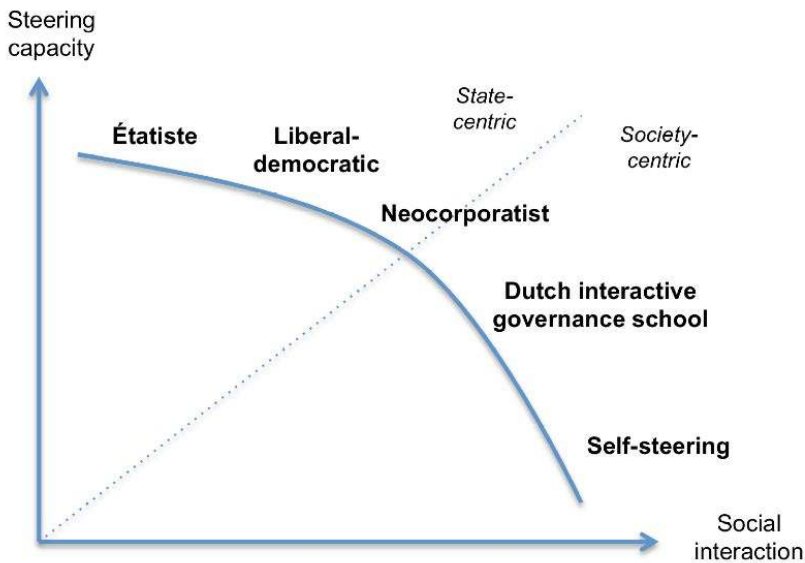 Steering
capacity
State-
centric
Étatiste
Liberal-
democratic
Society-
centric
Neocorporatist
Dutch interactive
governance school
Self-steering
Social
interaction